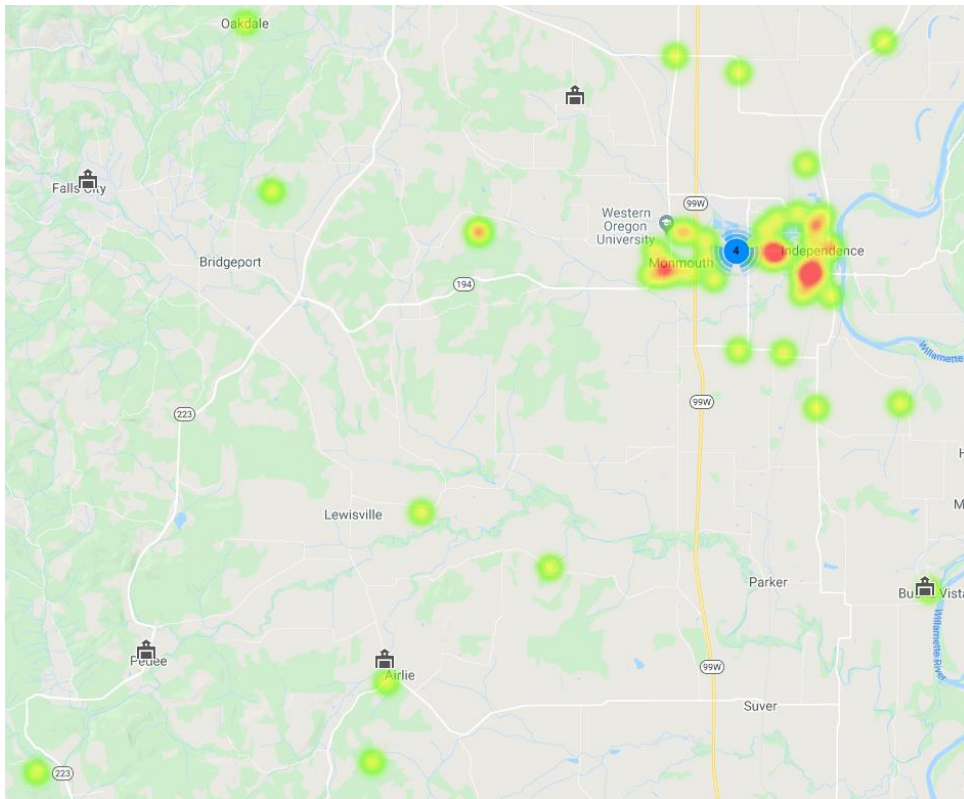 Oakdale
Falls City
99W
Western
Oregon
University
4
Monmouth
Independence
Bridgeport
194
Willamette
99W
223
H
Lewisville
M
Parker
Buena Vista
Willamette River
Pedee
Airlie
99W
Suver
223